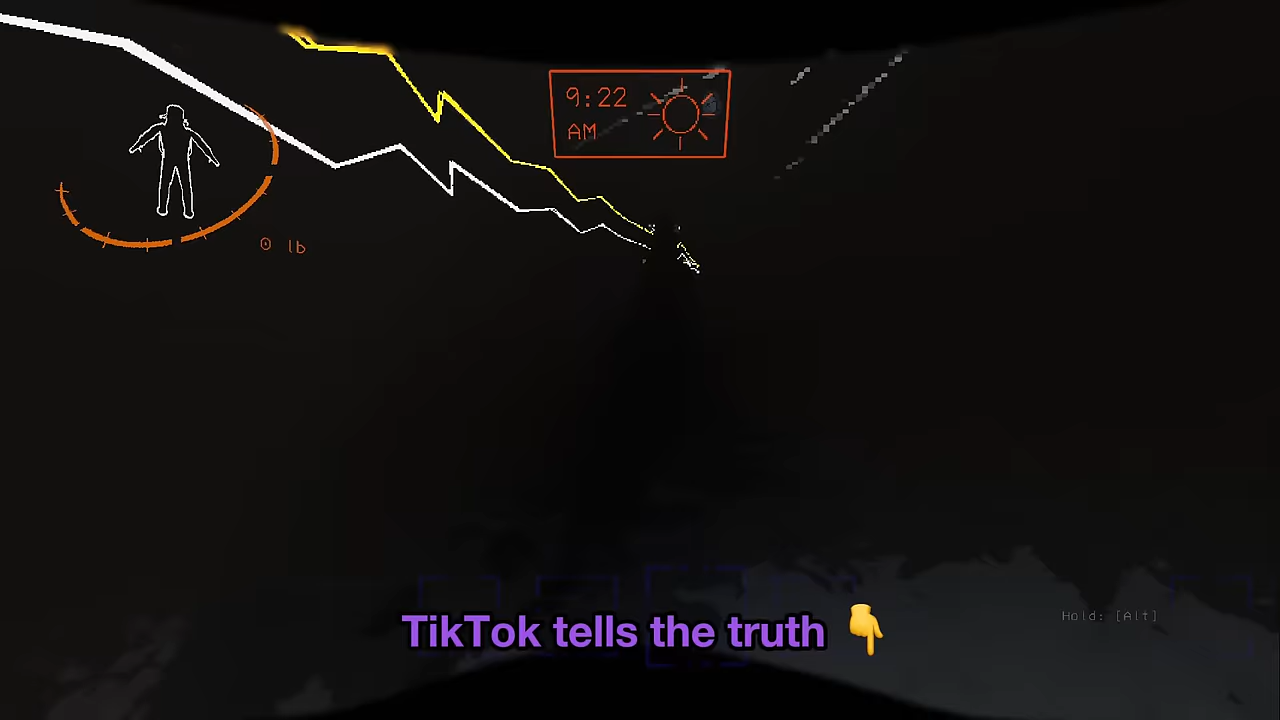 9:22
AM
0 lb
Hold: [Alt]
TikTok tells the truth 👇